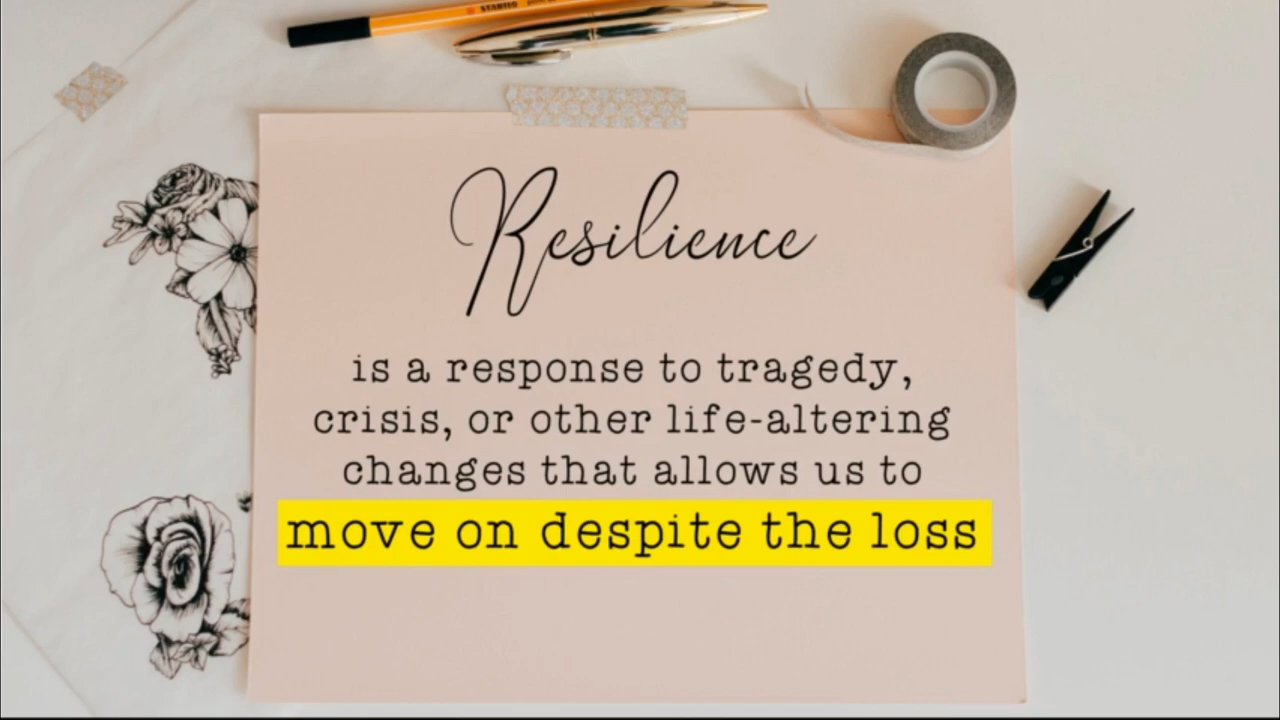 STABILO
Resilience
is a response to tragedy,
crisis, or other life-altering
changes that allows us to
move on despite the loss